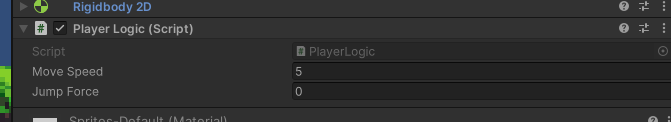 Rigidbody 2D
Player Logic (Script)
Script PlayerLogic
Move Speed 5
Jump Force 0
Sprites-Default (Material)